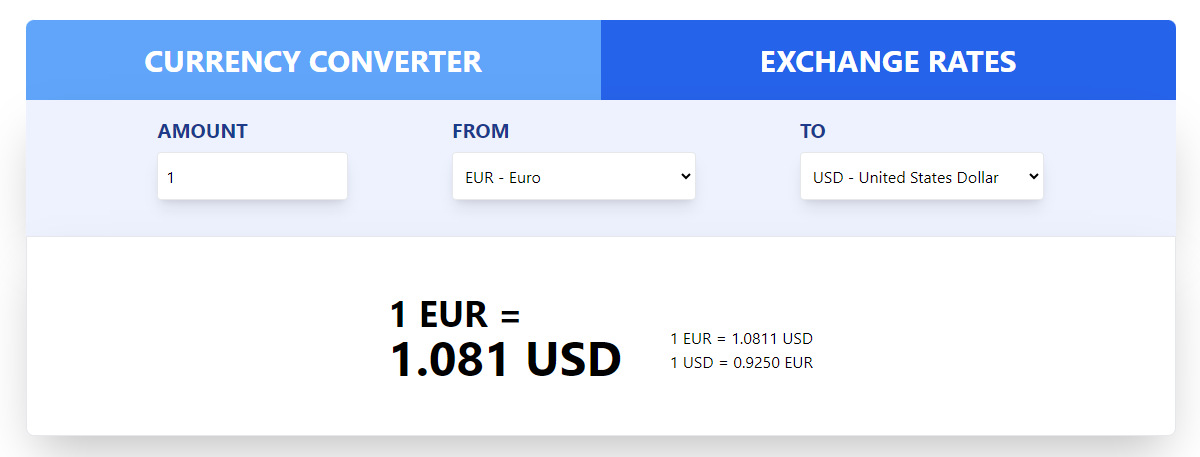 CURRENCY CONVERTER
EXCHANGE RATES
AMOUNT
FROM
TO
1
EUR - Euro
USD - United States Dollar
1 EUR =
1.081 USD
1 EUR = 1.0811 USD
1 USD = 0.9250 EUR